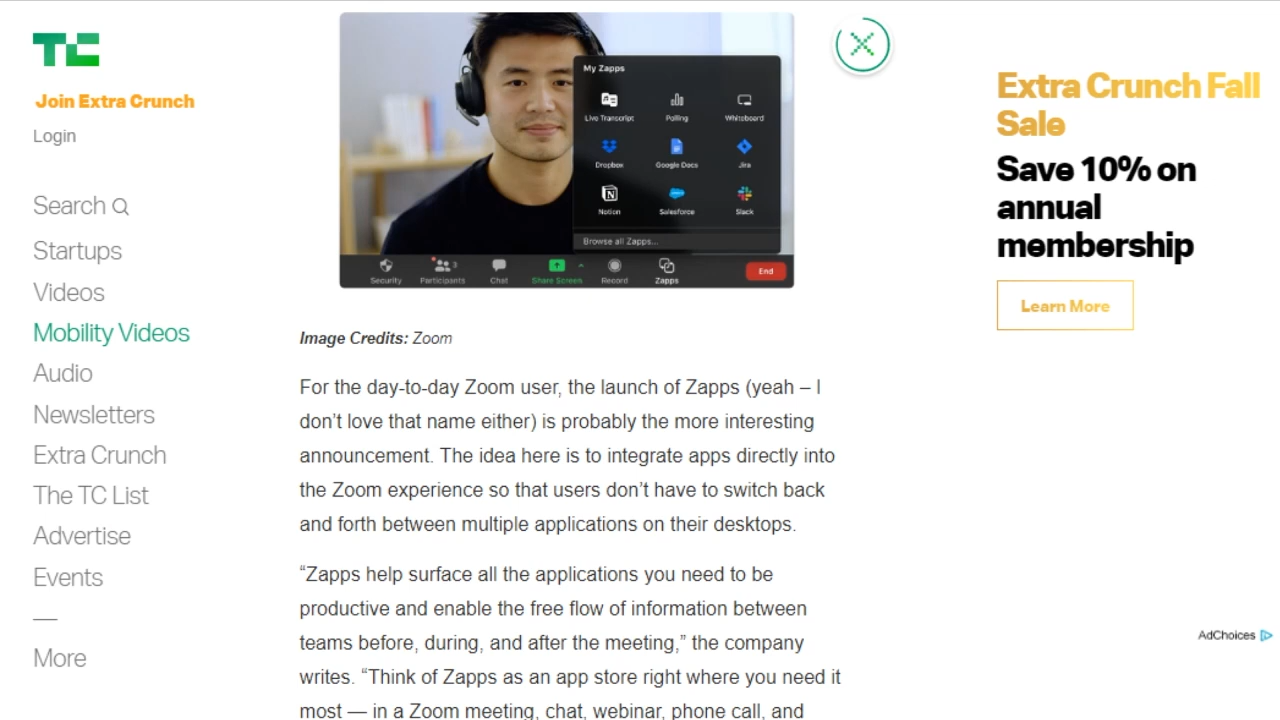 TC
Join Extra Crunch
Login
Search
Startups
Videos
Mobility Videos
Audio
Newsletters
Extra Crunch
The TC List
Advertise
Events
—
More
My Zapps
Live Transcript Polling Whiteboard
Dropbox Google Docs Jira
Notion Salesforce Slack
Browse all Zapps...
3
Security Participants Chat Share Screen Record Zapps End
Image Credits: Zoom
For the day-to-day Zoom user, the launch of Zapps (yeah – I
don’t love that name either) is probably the more interesting
announcement. The idea here is to integrate apps directly into
the Zoom experience so that users don’t have to switch back
and forth between multiple applications on their desktops.
“Zapps help surface all the applications you need to be
productive and enable the free flow of information between
teams before, during, and after the meeting,” the company
writes. “Think of Zapps as an app store right where you need it
most — in a Zoom meeting, chat, webinar, phone call, and
Extra Crunch Fall
Sale
Save 10% on
annual
membership
Learn More
AdChoices